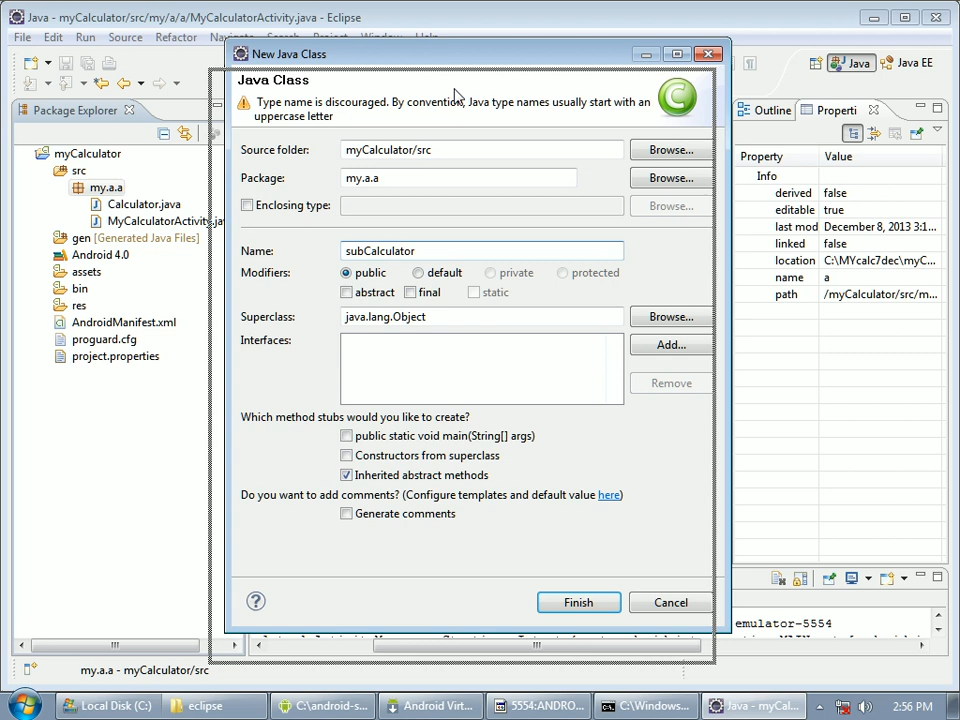 Java - myCalculator/src/my/a/a/MyCalculatorActivity.java - Eclipse
File Edit Run Source Refactor Navigate Search Project Window Help
New Java Class
Java
Java EE
Java Class
Type name is discouraged. By convention, Java type names usually start with an
uppercase letter
Package Explorer
myCalculator
src
my.a.a
Calculator.java
MyCalculatorActivity.jav
gen [Generated Java Files]
Android 4.0
assets
bin
res
AndroidManifest.xml
proguard.cfg
project.properties
Source folder:
myCalculator/src
Browse...
Package:
my.a.a
Browse...
Enclosing type:
Browse...
Name:
subCalculator
Modifiers:
public default private protected
abstract final static
Superclass:
java.lang.Object
Browse...
Interfaces:
Add...
Remove
Which method stubs would you like to create?
public static void main(String[] args)
Constructors from superclass
Inherited abstract methods
Do you want to add comments? (Configure templates and default value here)
Generate comments
?
Finish
Cancel
Outline
Properti
Property Value
Info
derived false
editable true
last mod December 8, 2013 3:1...
linked false
location C:\MYcalc7dec\myC...
name a
path /myCalculator/src/m...
emulator-5554
my.a.a - myCalculator/src
Local Disk (C:)
eclipse
C:\android-s...
Android Virt...
5554:ANDRO...
C:\Windows...
Java - myCal...
2:56 PM